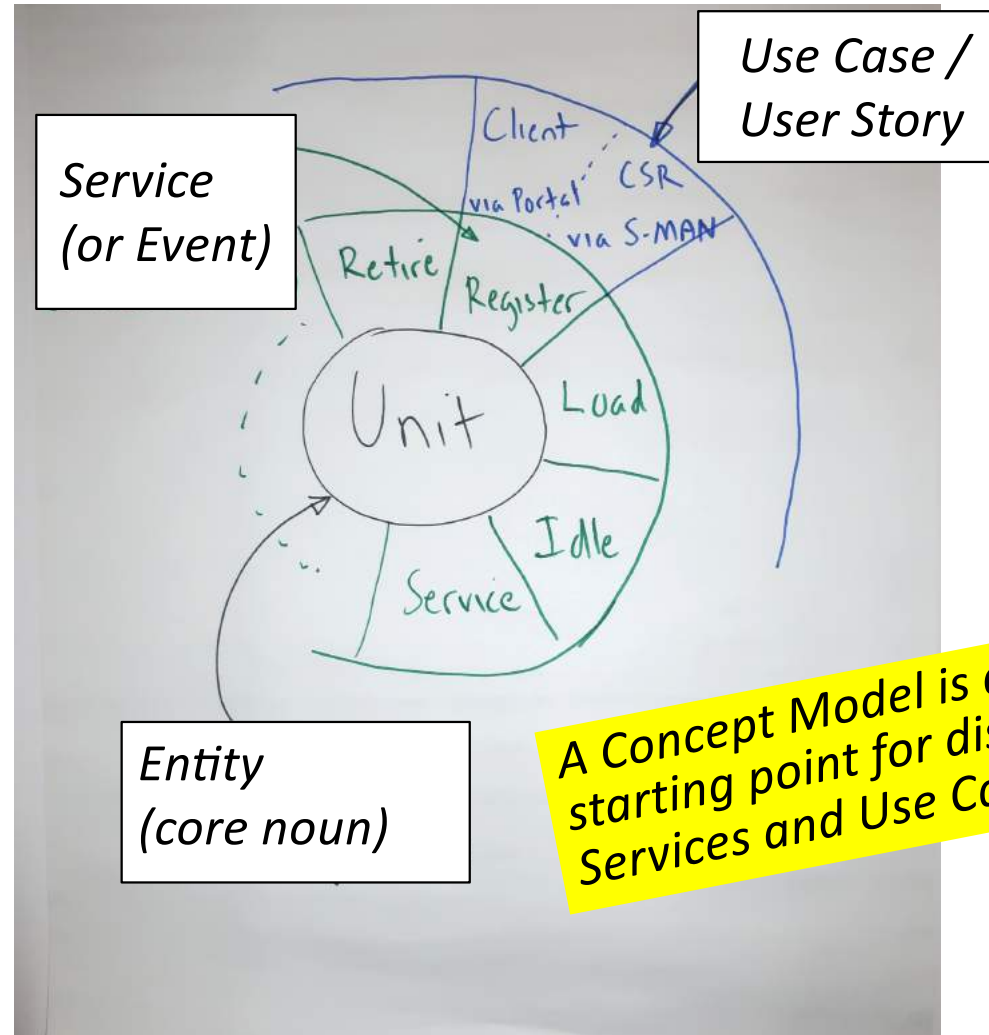 Use Case /
User Story
Service
(or Event)
Client
via Portal
CSR
via S-MAN
Retire
Register
Unit
Load
Idle
Service
Entity
(core noun)
A Concept Model is
starting point for
Services and Use